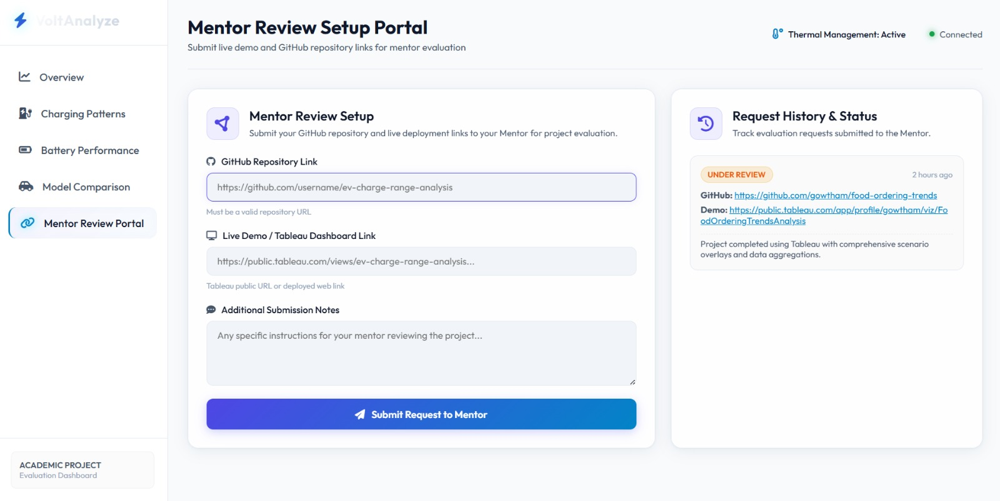 VoltAnalyze
Overview
Charging Patterns
Battery Performance
Model Comparison
Mentor Review Portal
ACADEMIC PROJECT
Evaluation Dashboard
Mentor Review Setup Portal
Submit live demo and GitHub repository links for mentor evaluation
Thermal Management: Active
Connected
Mentor Review Setup
Submit your GitHub repository and live deployment links to your Mentor for project evaluation.
GitHub Repository Link
https://github.com/username/ev-charge-range-analysis
Must be a valid repository URL
Live Demo / Tableau Dashboard Link
https://public.tableau.com/views/ev-charge-range-analysis...
Tableau public URL or deployed web link
Additional Submission Notes
Any specific instructions for your mentor reviewing the project...
Submit Request to Mentor
Request History & Status
Track evaluation requests submitted to the Mentor.
UNDER REVIEW
2 hours ago
GitHub: https://github.com/gowtham/food-ordering-trends
Demo: https://public.tableau.com/app/profile/gowtham/viz/Fo
odOrderingTrendsAnalysis
Project completed using Tableau with comprehensive scenario
overlays and data aggregations.